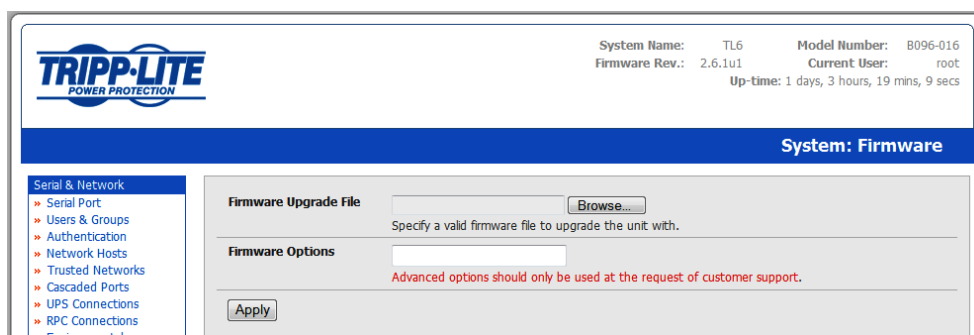 TRIPP·LITE
POWER PROTECTION
System Name: TL6 Model Number: B096-016
Firmware Rev.: 2.6.1u1 Current User: root
Up-time: 1 days, 3 hours, 19 mins, 9 secs
System: Firmware
Serial & Network
» Serial Port
» Users & Groups
» Authentication
» Network Hosts
» Trusted Networks
» Cascaded Ports
» UPS Connections
» RPC Connections
Firmware Upgrade File Browse...
Specify a valid firmware file to upgrade the unit with.
Firmware Options
Advanced options should only be used at the request of customer support.
Apply